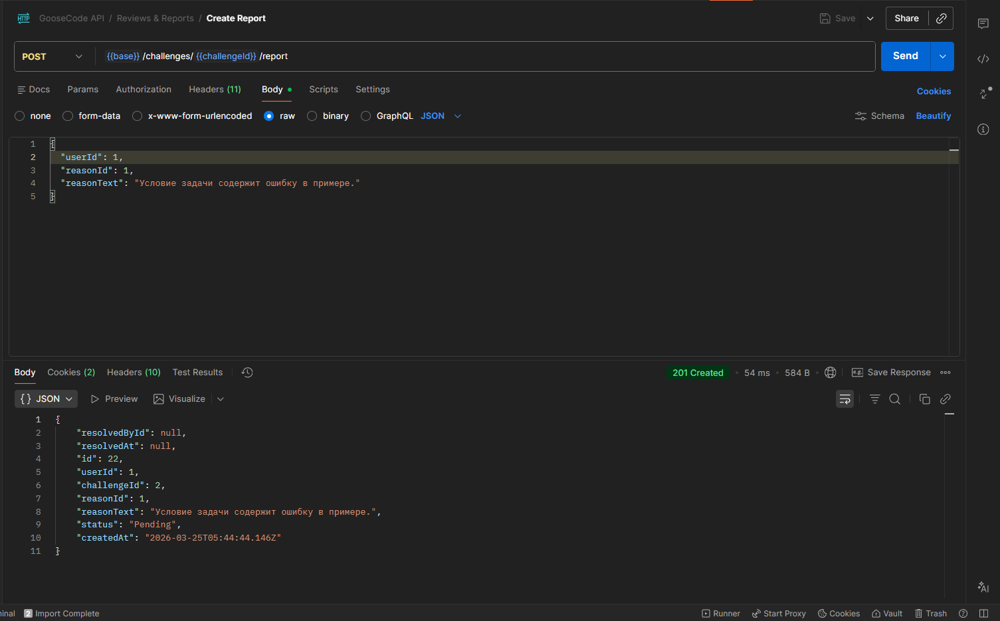 HTTP GooseCode API / Reviews & Reports / Create Report Save Share
POST {{base}} /challenges/ {{challengeId}} /report Send
Docs Params Authorization Headers (11) Body Scripts Settings Cookies
none form-data x-www-form-urlencoded raw binary GraphQL JSON Schema Beautify
1 {
2 "userId": 1,
3 "reasonId": 1,
4 "reasonText": "Условие задачи содержит ошибку в примере."
5 }
Body Cookies (2) Headers (10) Test Results 201 Created • 54 ms • 584 B • e.g. Save Response
{} JSON Preview Visualize
1 {
2 "resolvedById": null,
3 "resolvedAt": null,
4 "id": 22,
5 "userId": 1,
6 "challengeId": 2,
7 "reasonId": 1,
8 "reasonText": "Условие задачи содержит ошибку в примере.",
9 "status": "Pending",
10 "createdAt": "2026-03-25T05:44:44.146Z"
11 }
AI
inal 2 Import Complete Runner Start Proxy Cookies Vault Trash